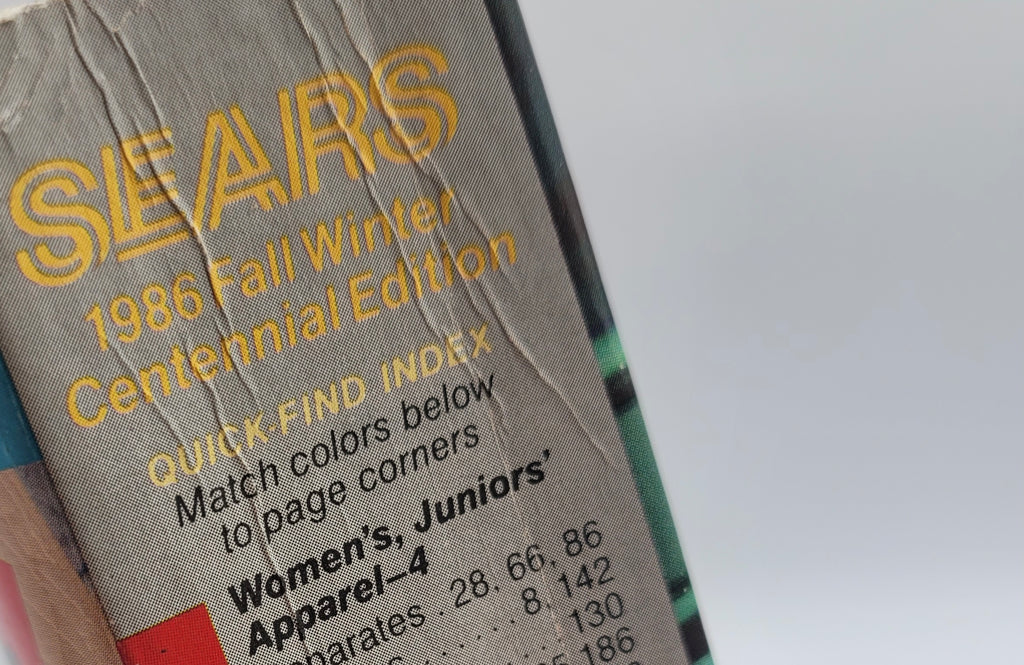 SEARS
1986 Fall Winter
Centennial Edition
QUICK-FIND INDEX
Match colors below
to page corners
Women's, Juniors'
Apparel–4
28, 66, 86
8, 142
130
186